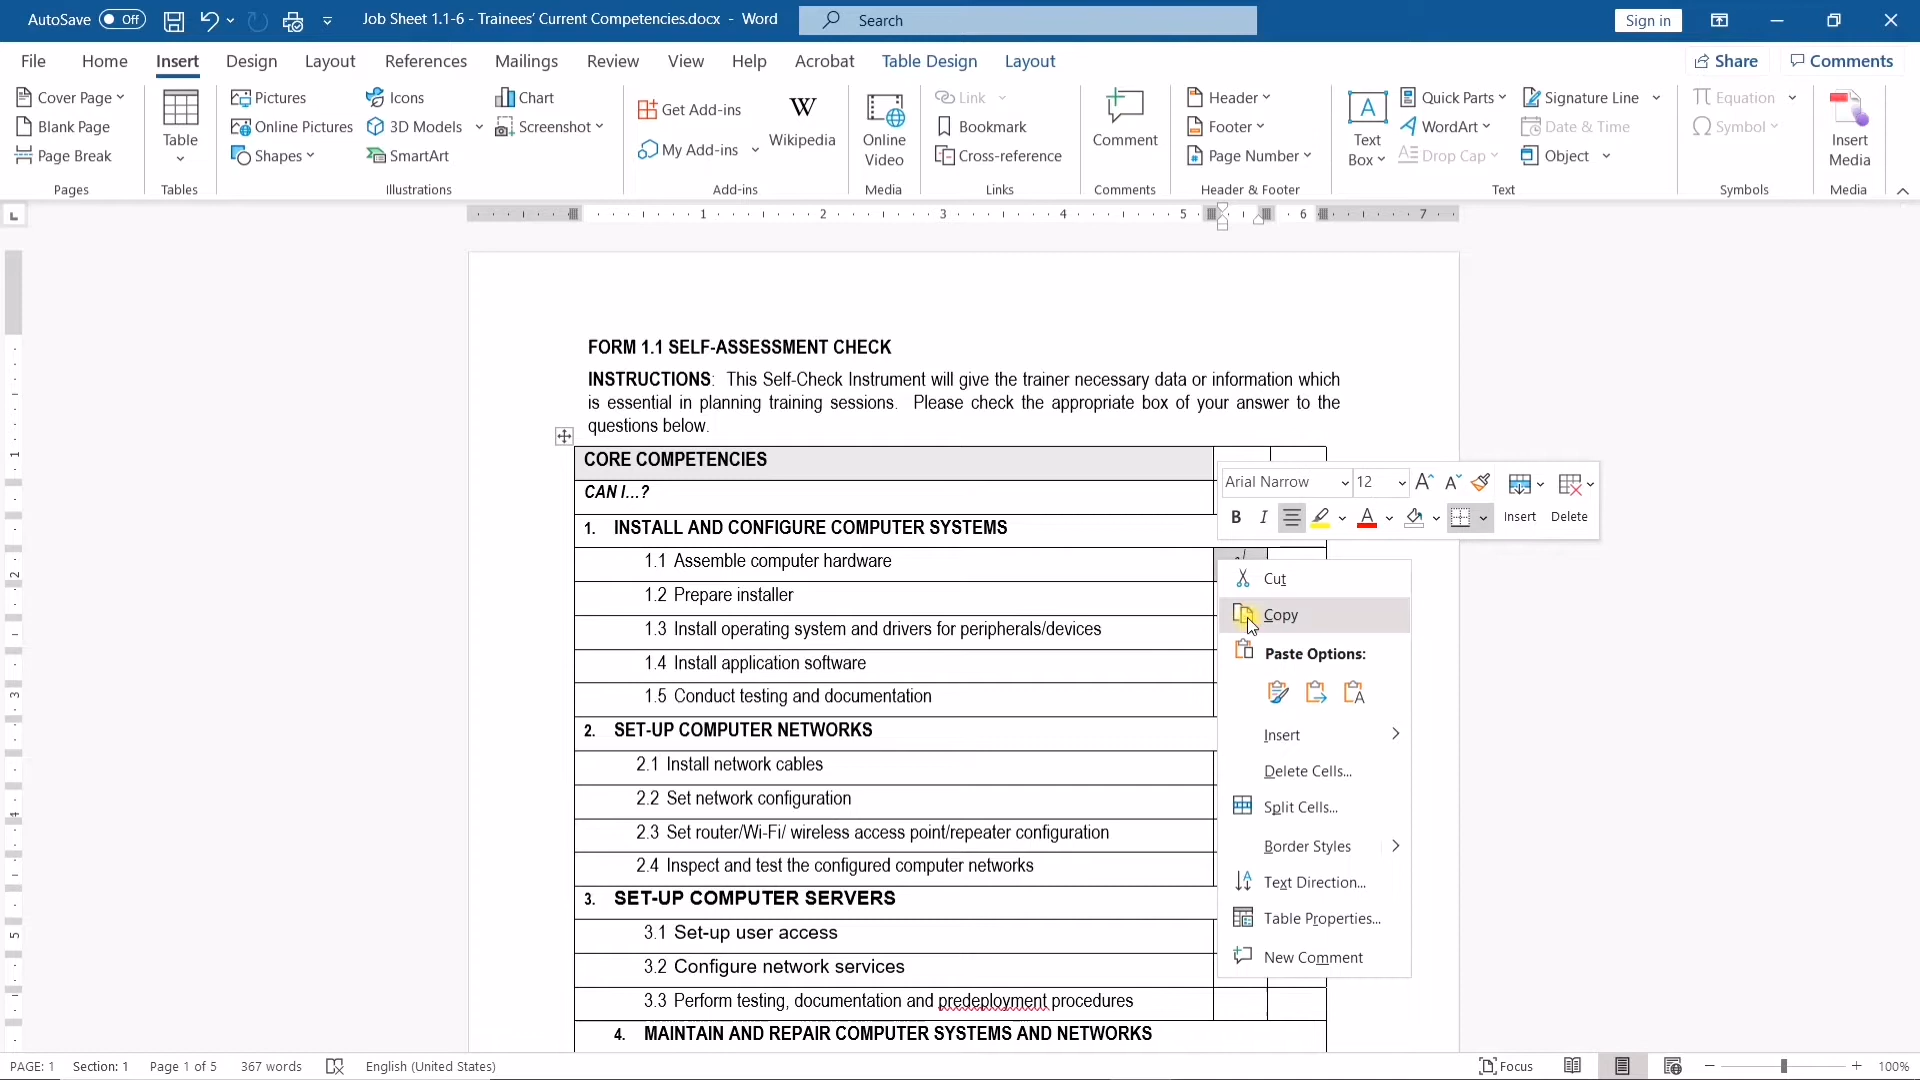 AutoSave Off Job Sheet 1.1-6 - Trainees' Current Competencies.docx - Word Search Sign in
File Home Insert Design Layout References Mailings Review View Help Acrobat Table Design Layout Share Comments
Cover Page
Blank Page
Page Break
Pages
Table
Tables
Pictures
Online Pictures
Shapes
Icons
3D Models
SmartArt
Chart
Screenshot
Illustrations
Get Add-ins
My Add-ins
W
Wikipedia
Add-ins
Online
Video
Media
Link
Bookmark
Cross-reference
Links
Comment
Comments
Header
Footer
Page Number
Header & Footer
A
Text
Box
Quick Parts
WordArt
Drop Cap
Signature Line
Date & Time
Object
Text
Equation
Symbol
Symbols
Insert
Media
Media
L
1 2 3 4 5 6 7
FORM 1.1 SELF-ASSESSMENT CHECK
INSTRUCTIONS: This Self-Check Instrument will give the trainer necessary data or information which
is essential in planning training sessions. Please check the appropriate box of your answer to the
questions below.
CORE COMPETENCIES
CAN I...?
1. INSTALL AND CONFIGURE COMPUTER SYSTEMS
1.1 Assemble computer hardware
1.2 Prepare installer
1.3 Install operating system and drivers for peripherals/devices
1.4 Install application software
1.5 Conduct testing and documentation
2. SET-UP COMPUTER NETWORKS
2.1 Install network cables
2.2 Set network configuration
2.3 Set router/Wi-Fi/ wireless access point/repeater configuration
2.4 Inspect and test the configured computer networks
3. SET-UP COMPUTER SERVERS
3.1 Set-up user access
3.2 Configure network services
3.3 Perform testing, documentation and predeployment procedures
4. MAINTAIN AND REPAIR COMPUTER SYSTEMS AND NETWORKS
Arial Narrow 12 A A
B I A Insert Delete
Cut
Copy
Paste Options:
Insert
Delete Cells...
Split Cells...
Border Styles
Text Direction...
Table Properties...
New Comment
1
2
3
4
5
PAGE: 1 Section: 1 Page 1 of 5 367 words English (United States) Focus 100%